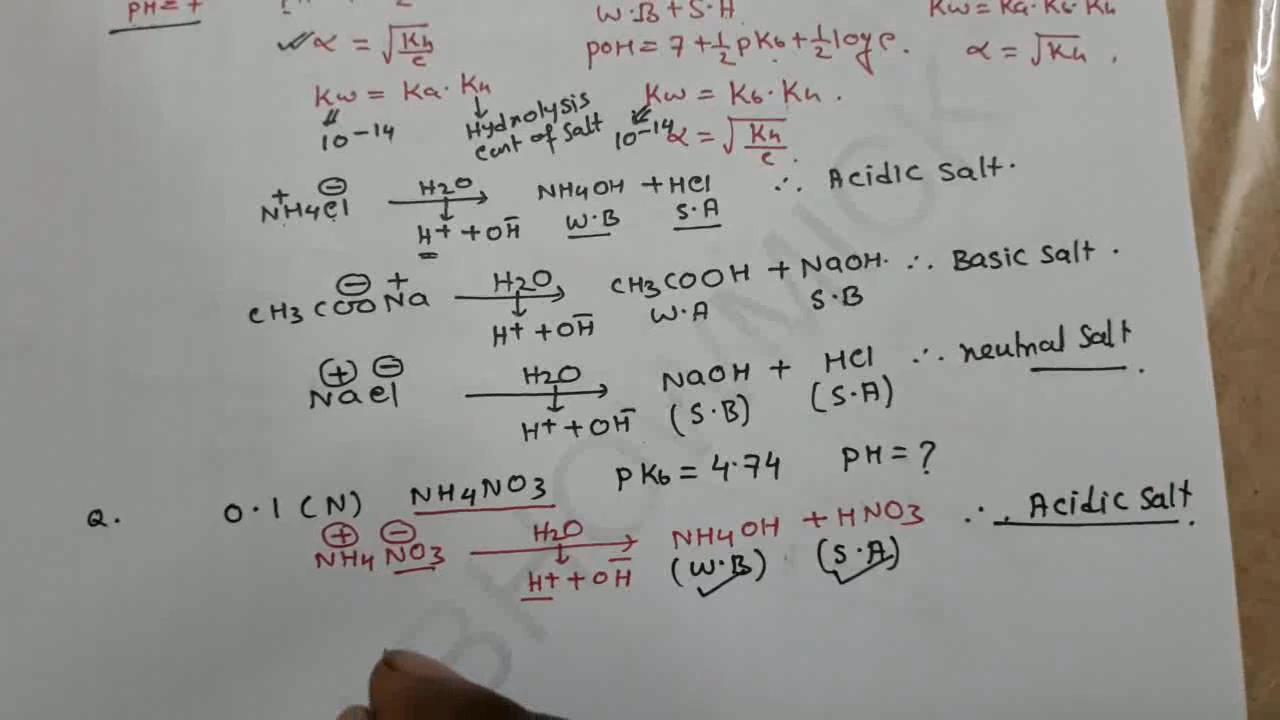 PH = 7
W·B + S·A Kw = Ka·Kb·Kh
α = √Kh/c POH = 7 + 1/2 PKb + 1/2 log c. α = √Kh.
Kw = Ka·Kh Kw = Kb·Kh.
10-14 Hydrolysis const of salt 10-14 α = √Kh/c.
NH4Cl H2O NH4OH + HCl ∴ Acidic salt.
H+ + OH- W·B S·A
CH3COONa H2O CH3COOH + NaOH. ∴ Basic salt.
H+ + OH- W·A S·B
NaCl H2O NaOH + HCl ∴ neutral salt.
H+ + OH- (S·B) (S·A)
Q. 0.1 (N) NH4NO3 PKb = 4.74 PH = ?
NH4NO3 H2O NH4OH + HNO3 ∴ Acidic salt.
H+ + OH- (W·B) (S·A)
BHOWMICK